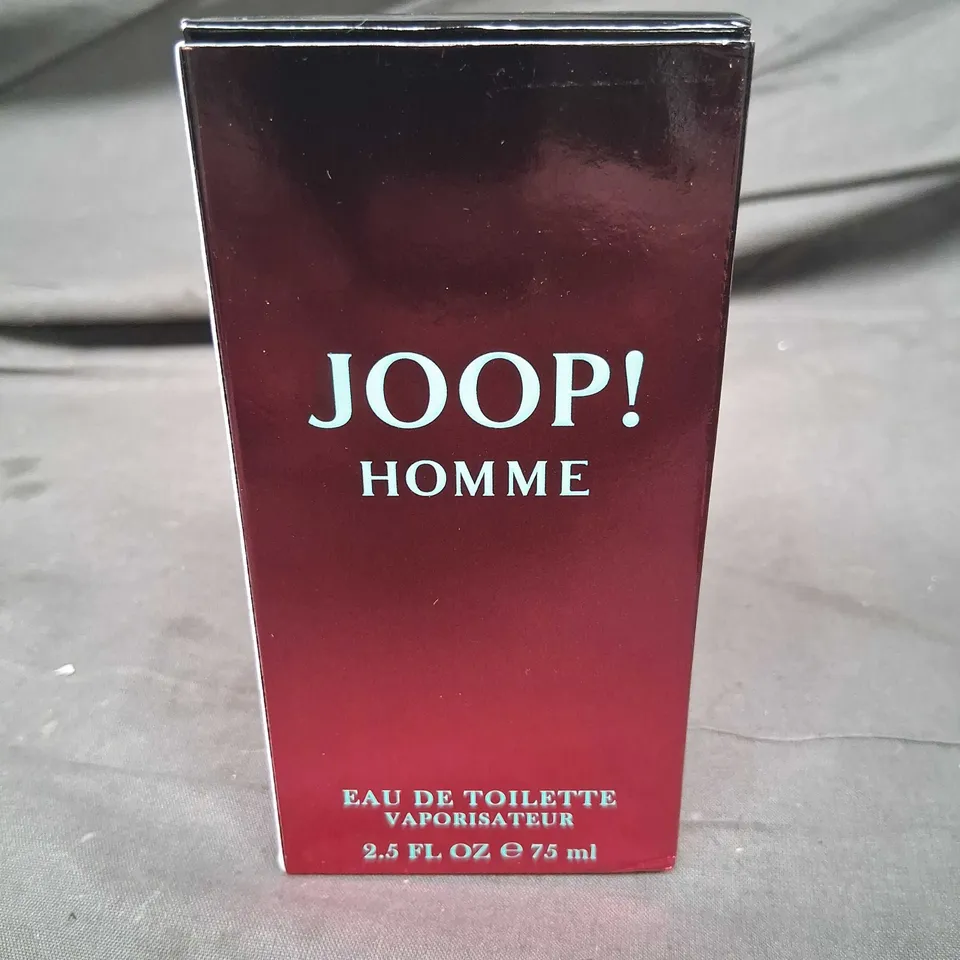 JOOP!
HOMME
EAU DE TOILETTE
VAPORISATEUR
2.5 FL OZ ℮ 75 ml